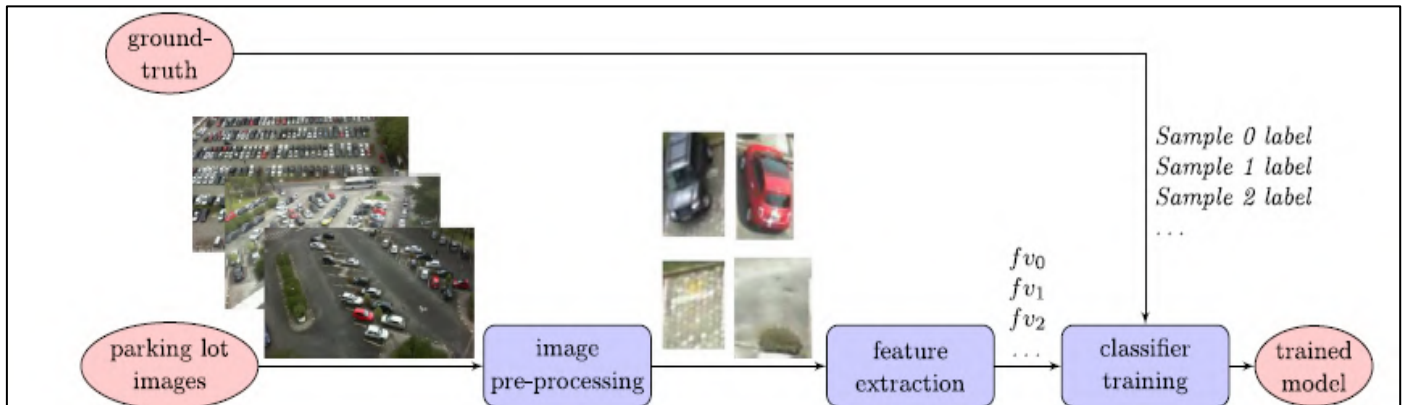 ground-
truth
Sample 0 label
Sample 1 label
Sample 2 label
...
fv₀
fv₁
fv₂
...
parking lot
images
image
pre-processing
feature
extraction
classifier
training
trained
model